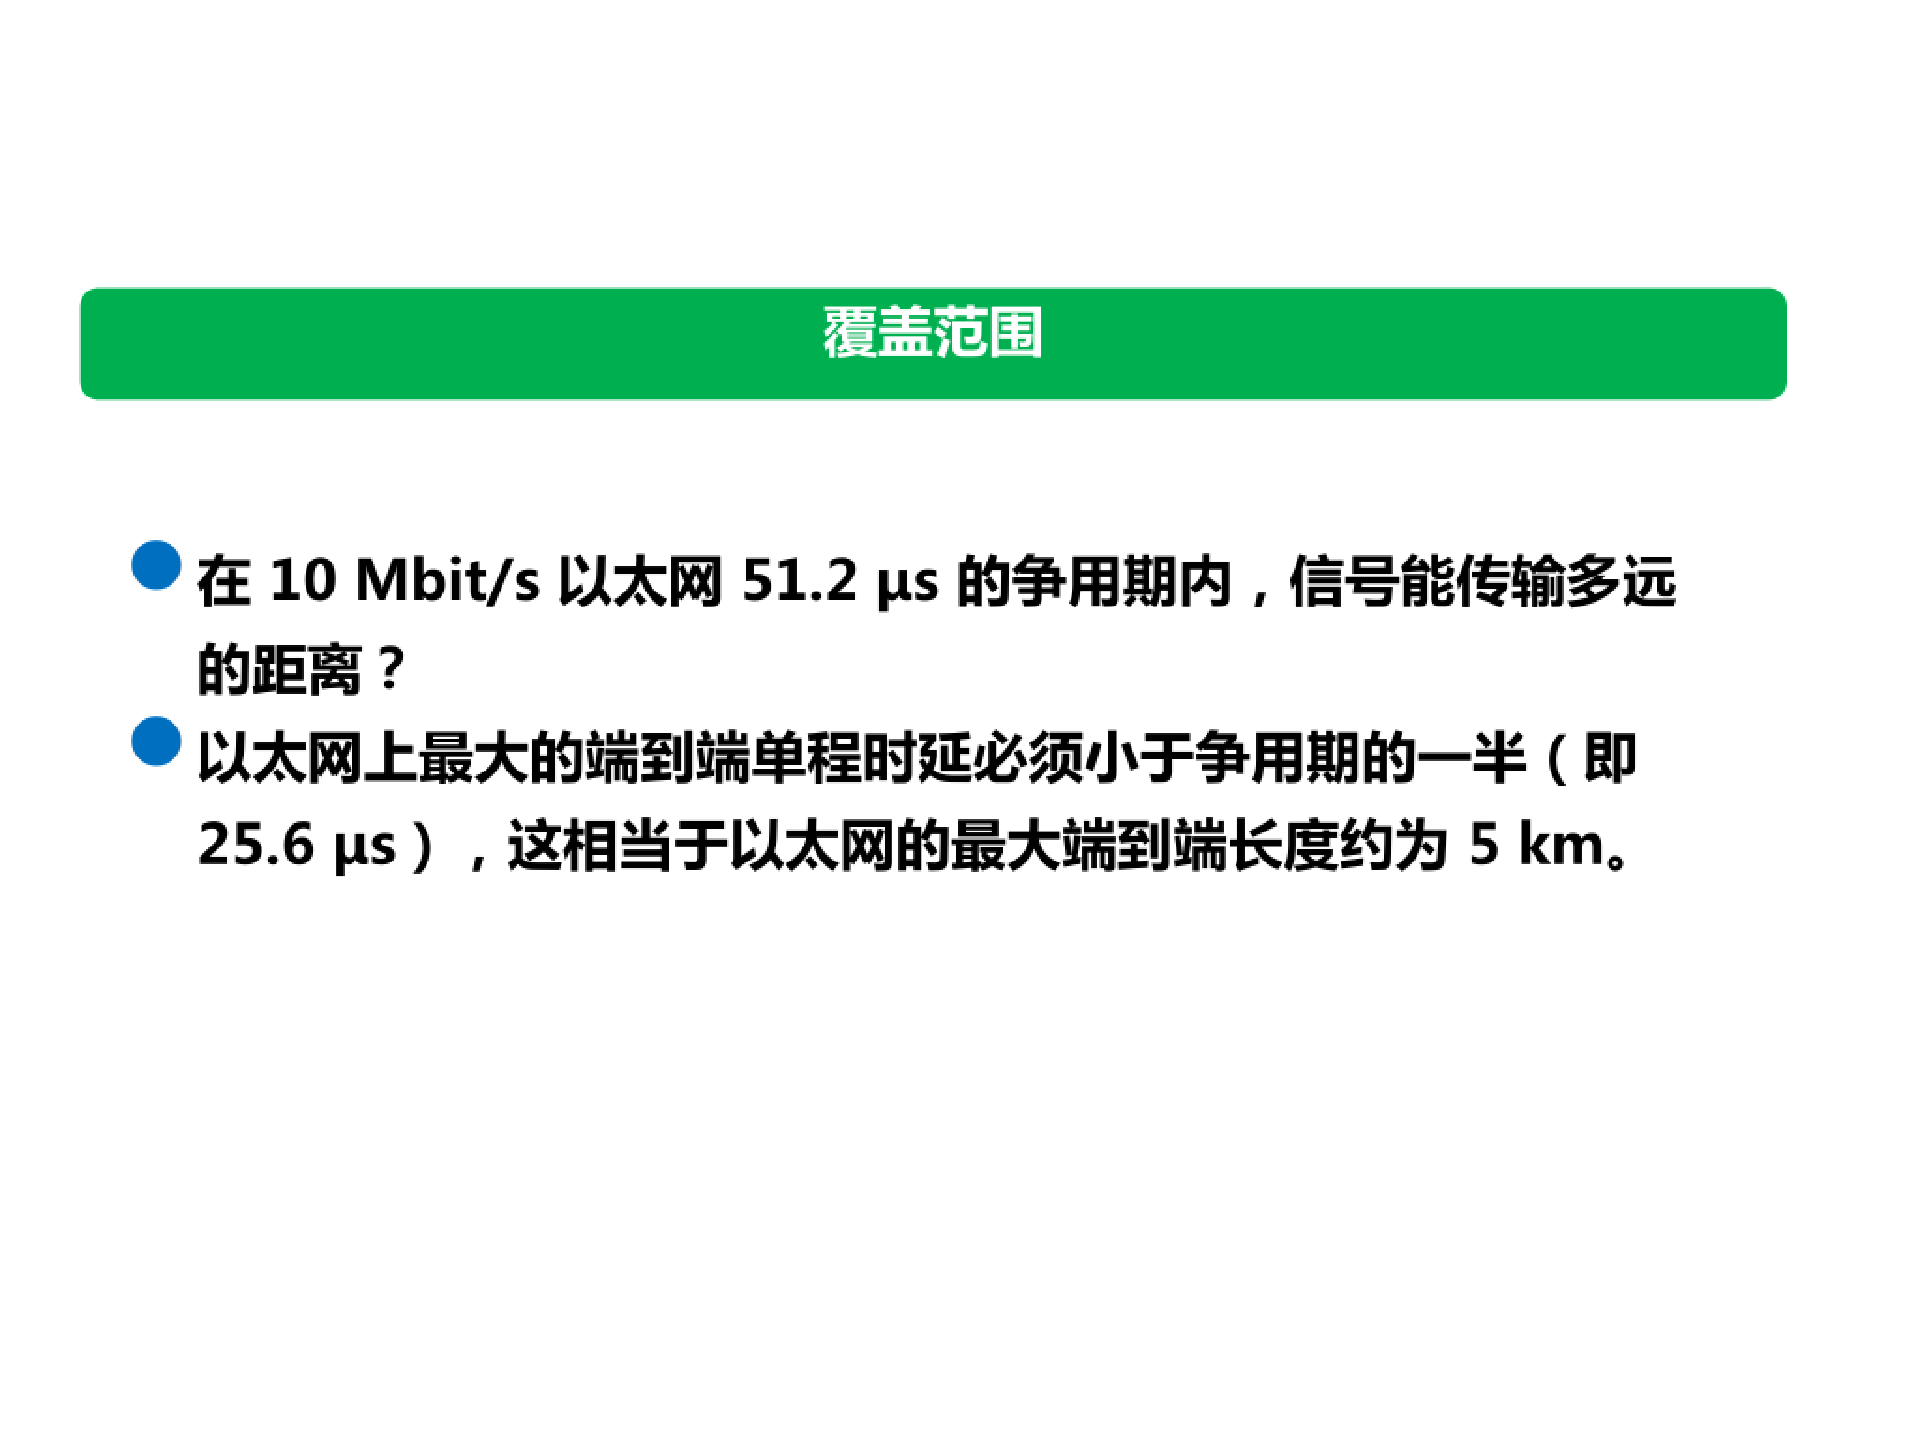 覆盖范围
在 10 Mbit/s 以太网 51.2 μs 的争用期内，信号能传输多远
的距离？
以太网上最大的端到端单程时延必须小于争用期的一半（即
25.6 μs），这相当于以太网的最大端到端长度约为 5 km。